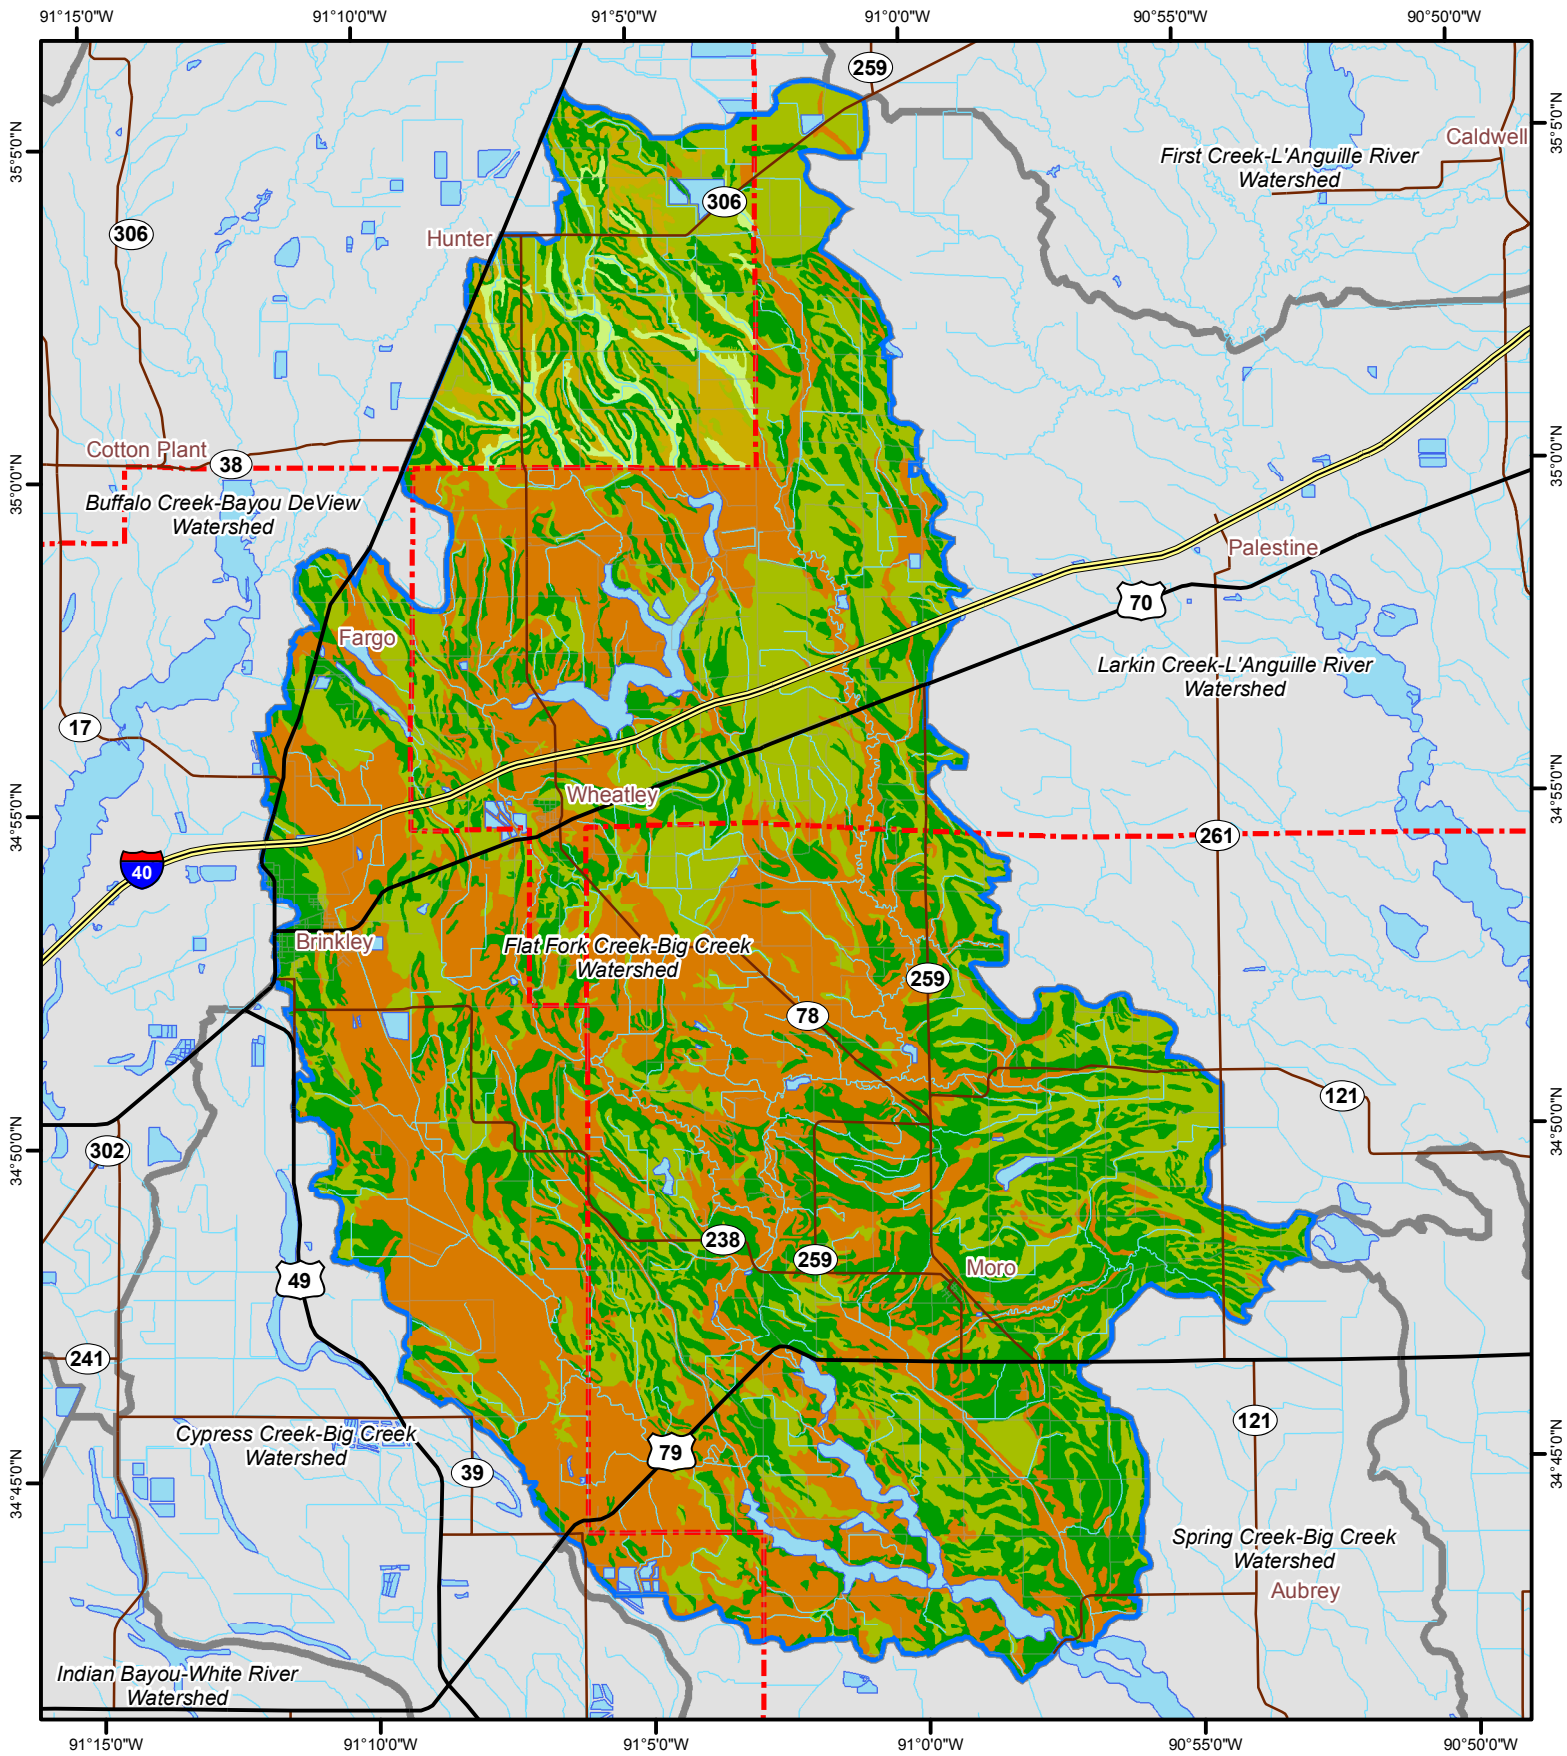 91°15'0"W
91°10'0"W
91°5'0"W
91°0'0"W
90°55'0"W
90°50'0"W
259
35°5'0"N
35°5'0"N
Caldwell
First Creek-L'Anguille River
Watershed
306
306
Hunter
Cotton Plant
38
35°0'0"N
35°0'0"N
Buffalo Creek-Bayou DeView
Watershed
Palestine
70
Fargo
Larkin Creek-L'Anguille River
Watershed
17
Wheatley
34°55'0"N
34°55'0"N
261
40
Brinkley
Flat Fork Creek-Big Creek
Watershed
259
78
121
302
34°50'0"N
34°50'0"N
238
259
Moro
49
241
121
Cypress Creek-Big Creek
Watershed
79
39
34°45'0"N
34°45'0"N
Spring Creek-Big Creek
Watershed
Aubrey
Indian Bayou-White River
Watershed
91°15'0"W
91°10'0"W
91°5'0"W
91°0'0"W
90°55'0"W
90°50'0"W